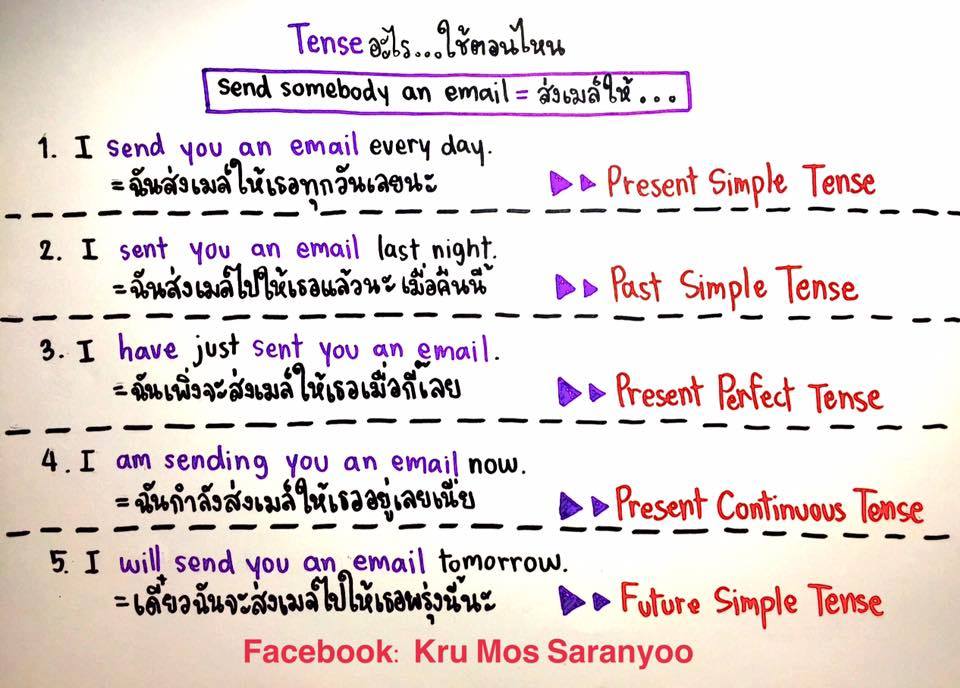 Tense อะไร...ใช้ตอนไหน
send somebody an email = ส่งเมล์ให้ ...
1. I send you an email every day.
= ฉันส่งเมล์ให้เธอทุกวันเลยนะ
Present Simple Tense
2. I sent you an email last night.
= ฉันส่งเมล์ไปให้เธอแล้วนะ เมื่อคืนนี้
Past Simple Tense
3. I have just sent you an email.
= ฉันเพิ่งจะส่งเมล์ให้เธอเมื่อกี้เลย
Present Perfect Tense
4. I am sending you an email now.
= ฉันกำลังส่งเมล์ให้เธออยู่เลยเนี่ย
Present Continuous Tense
5. I will send you an email tomorrow.
= เดี๋ยวฉันจะส่งเมล์ไปให้เธอพรุ่งนี้นะ
Future Simple Tense
Facebook: Kru Mos Saranyoo